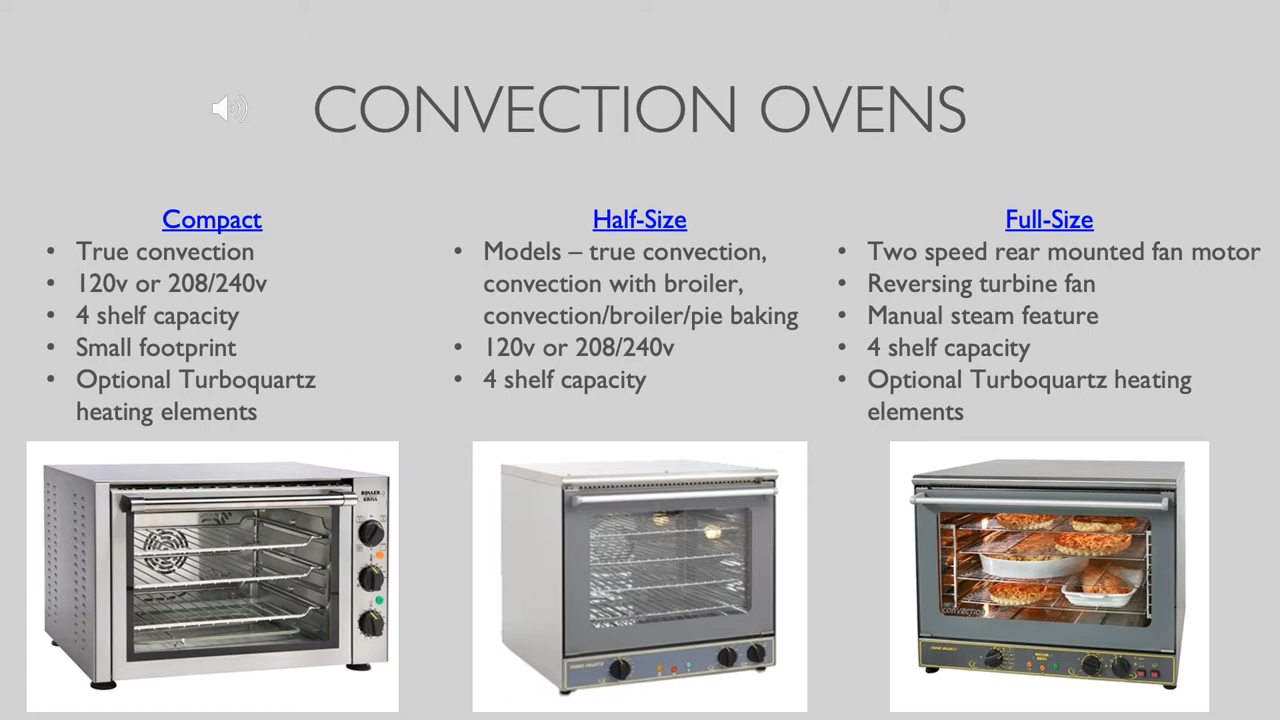 CONVECTION OVENS
Compact
• True convection
• 120v or 208/240v
• 4 shelf capacity
• Small footprint
• Optional Turboquartz
heating elements
Half-Size
• Models – true convection,
convection with broiler,
convection/broiler/pie baking
• 120v or 208/240v
• 4 shelf capacity
Full-Size
• Two speed rear mounted fan motor
• Reversing turbine fan
• Manual steam feature
• 4 shelf capacity
• Optional Turboquartz heating
elements
ROLLER
GRILL
CONVECTION